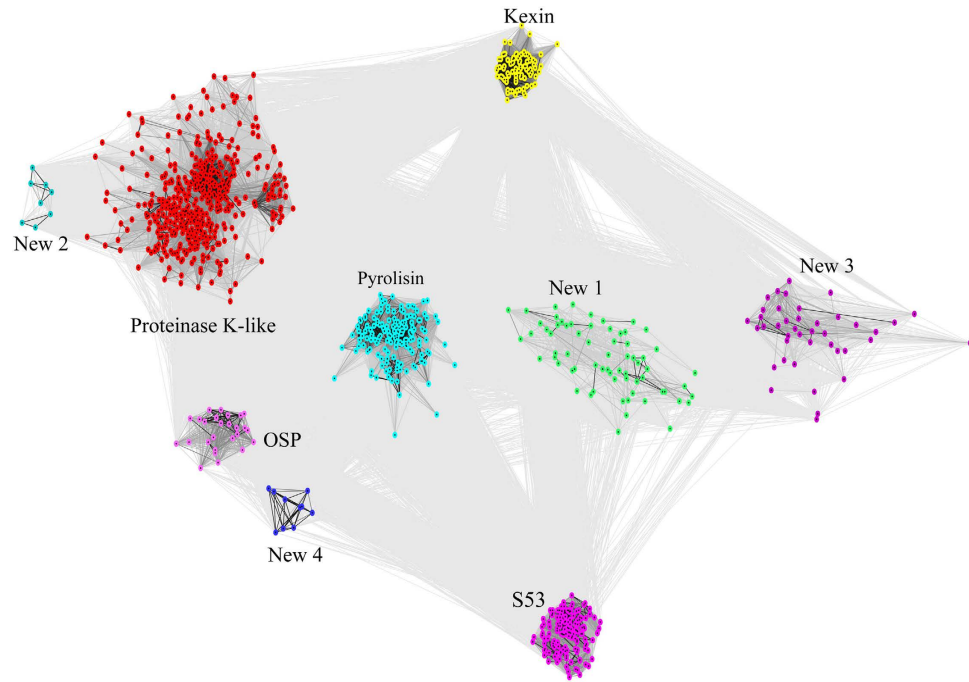 Kexin
New 2
New 3
Pyrolisin
New 1
Proteinase K-like
OSP
New 4
S53